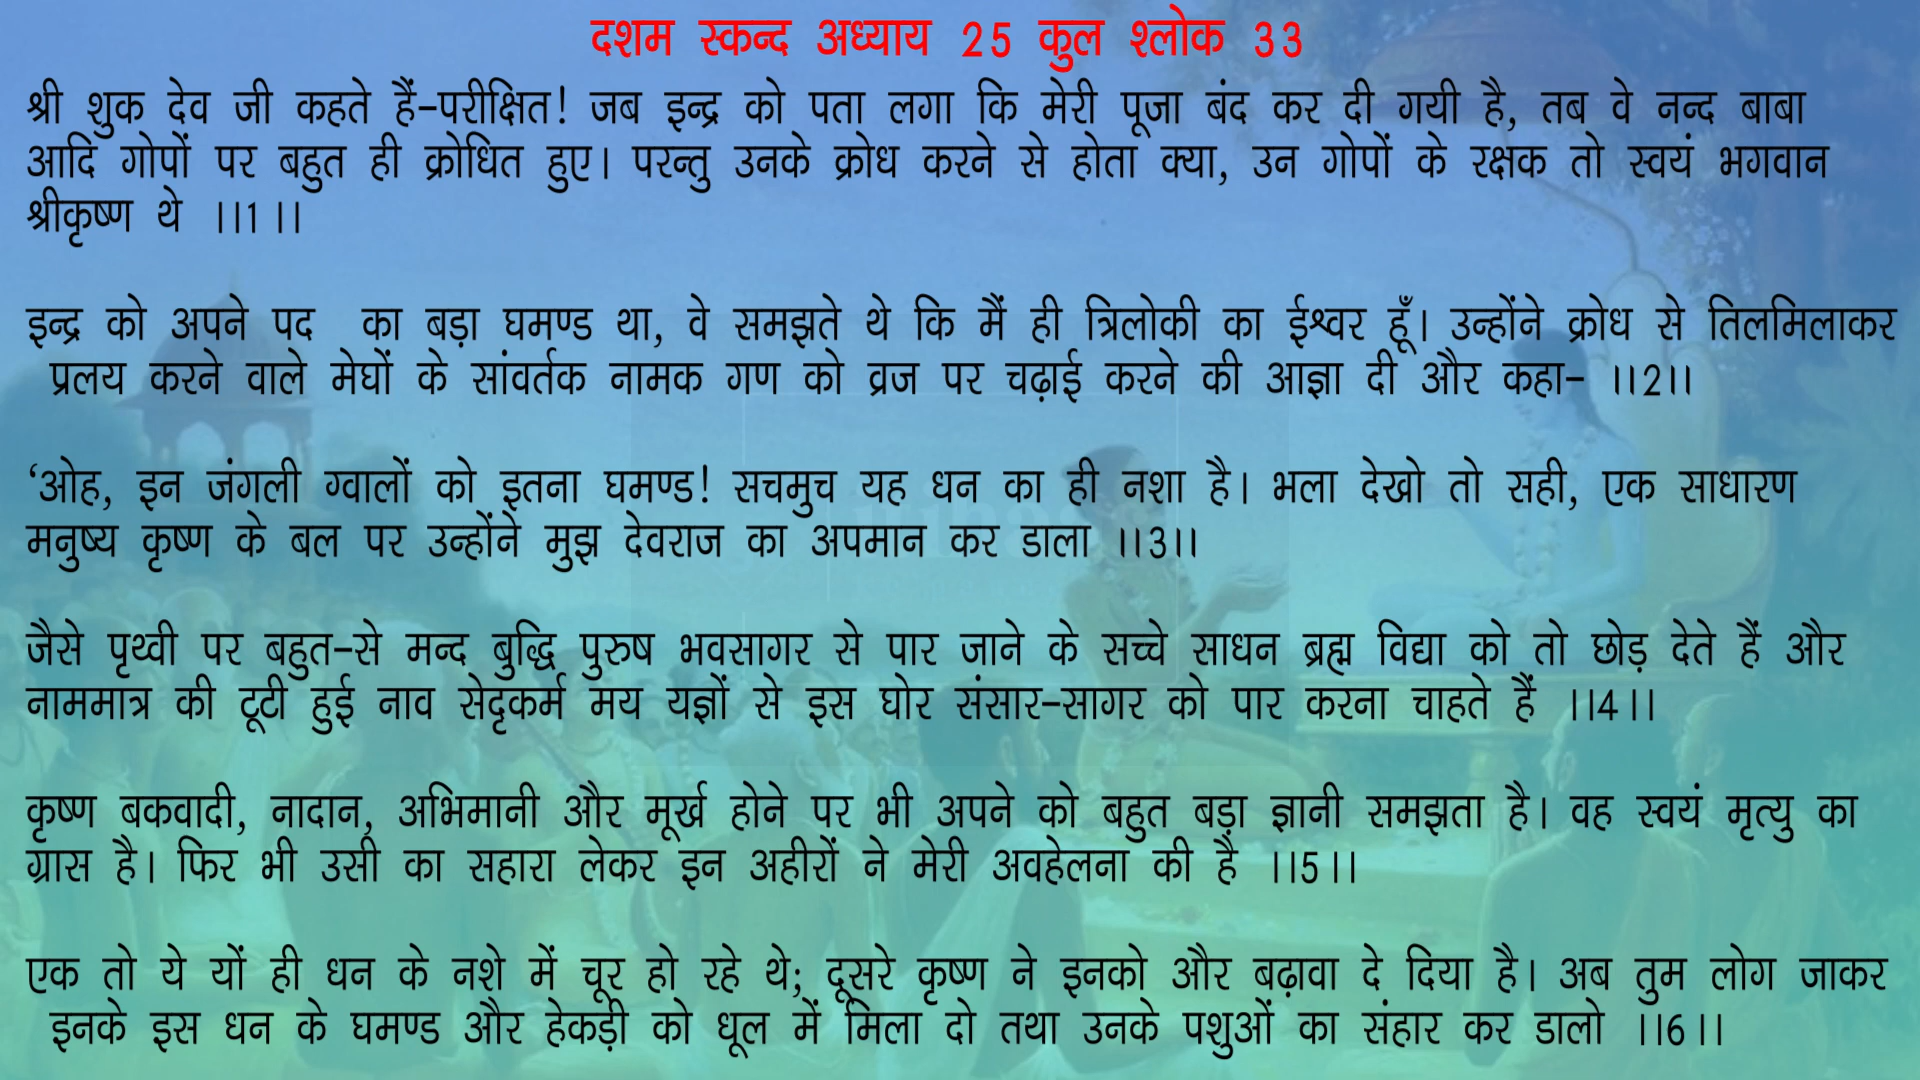 दशम स्कन्द अध्याय 25 कुल श्लोक 33
श्री शुक देव जी कहते हैं-परीक्षित! जब इन्द्र को पता लगा कि मेरी पूजा बंद कर दी गयी है, तब वे नन्द बाबा
आदि गोपों पर बहुत ही क्रोधित हुए। परन्तु उनके क्रोध करने से होता क्या, उन गोपों के रक्षक तो स्वयं भगवान
श्रीकृष्ण थे ।।1।।
इन्द्र को अपने पद का बड़ा घमण्ड था, वे समझते थे कि मैं ही त्रिलोकी का ईश्वर हूँ। उन्होंने क्रोध से तिलमिलाकर
प्रलय करने वाले मेघों के सांवर्तक नामक गण को व्रज पर चढ़ाई करने की आज्ञा दी और कहा- ।।2।।
‘ओह, इन जंगली ग्वालों को इतना घमण्ड! सचमुच यह धन का ही नशा है। भला देखो तो सही, एक साधारण
मनुष्य कृष्ण के बल पर उन्होंने मुझ देवराज का अपमान कर डाला ।।3।।
जैसे पृथ्वी पर बहुत-से मन्द बुद्धि पुरुष भवसागर से पार जाने के सच्चे साधन ब्रह्म विद्या को तो छोड़ देते हैं और
नाममात्र की टूटी हुई नाव सेदृकर्म मय यज्ञों से इस घोर संसार-सागर को पार करना चाहते हैं ।।4।।
कृष्ण बकवादी, नादान, अभिमानी और मूर्ख होने पर भी अपने को बहुत बड़ा ज्ञानी समझता है। वह स्वयं मृत्यु का
ग्रास है। फिर भी उसी का सहारा लेकर इन अहीरों ने मेरी अवहेलना की है ।।5।।
एक तो ये यों ही धन के नशे में चूर हो रहे थे; दूसरे कृष्ण ने इनको और बढ़ावा दे दिया है। अब तुम लोग जाकर
इनके इस धन के घमण्ड और हेकड़ी को धूल में मिला दो तथा उनके पशुओं का संहार कर डालो ।।6।।